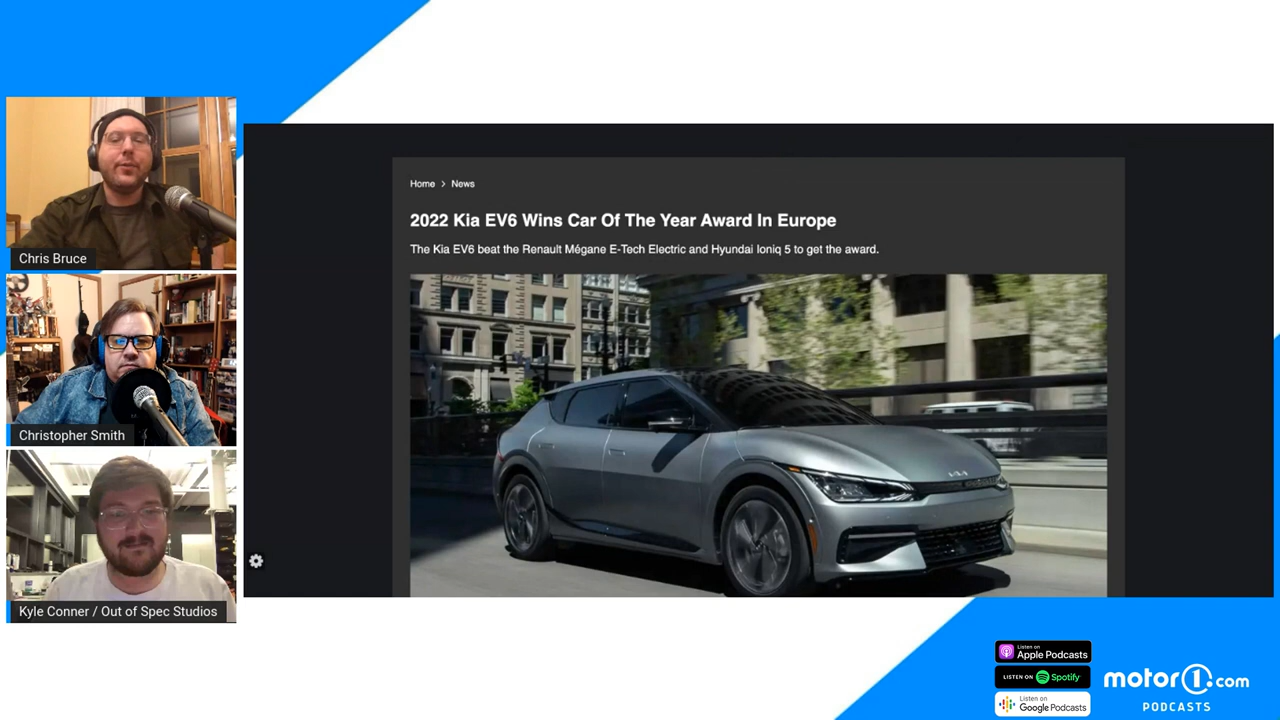 Chris Bruce
Christopher Smith
Kyle Conner / Out of Spec Studios
Home > News
2022 Kia EV6 Wins Car Of The Year Award In Europe
The Kia EV6 beat the Renault Mégane E-Tech Electric and Hyundai Ioniq 5 to get the award.
Listen on
Apple Podcasts
LISTEN ON Spotify
Listen on
Google Podcasts
motor1.com
PODCASTS